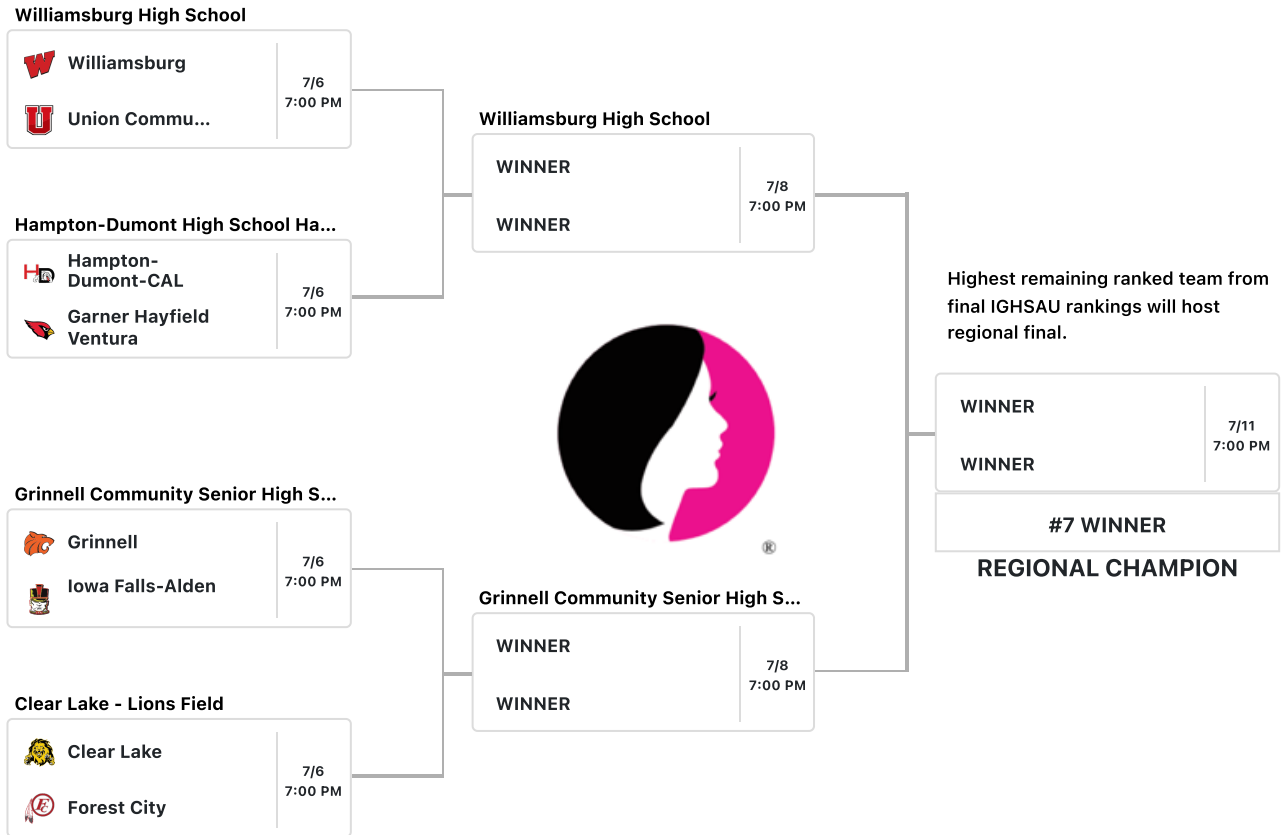 Williamsburg High School
Williamsburg
7/6
7:00 PM
Union Commu...
Hampton-Dumont High School Ha...
Hampton-
Dumont-CAL
7/6
7:00 PM
Garner Hayfield
Ventura
Grinnell Community Senior High S...
Grinnell
7/6
7:00 PM
Iowa Falls-Alden
Clear Lake - Lions Field
Clear Lake
7/6
7:00 PM
Forest City
Williamsburg High School
WINNER
7/8
7:00 PM
WINNER
®
Grinnell Community Senior High S...
WINNER
7/8
7:00 PM
WINNER
Highest remaining ranked team from
final IGHSAU rankings will host
regional final.
WINNER
7/11
7:00 PM
WINNER
#7 WINNER
REGIONAL CHAMPION